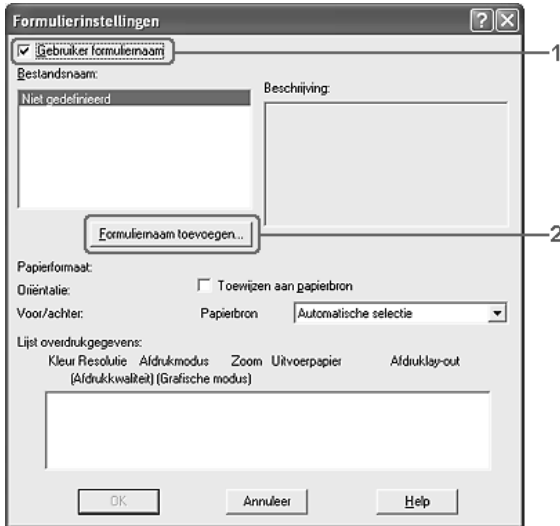 Formulierinstellingen
Gebruiker formuliernaam
1
Bestandsnaam:
Beschrijving:
Niet gedefinieerd
Formuliernaam toevoegen...
2
Papierformaat:
Oriëntatie:
Toewijzen aan papierbron
Voor/achter:
Papierbron
Automatische selectie
Lijst overdrukgegevens:
Kleur Resolutie Afdrukmodus Zoom Uitvoerpapier Afdruklay-out
(Afdrukkwaliteit) (Grafische modus)
OK
Annuleer
Help